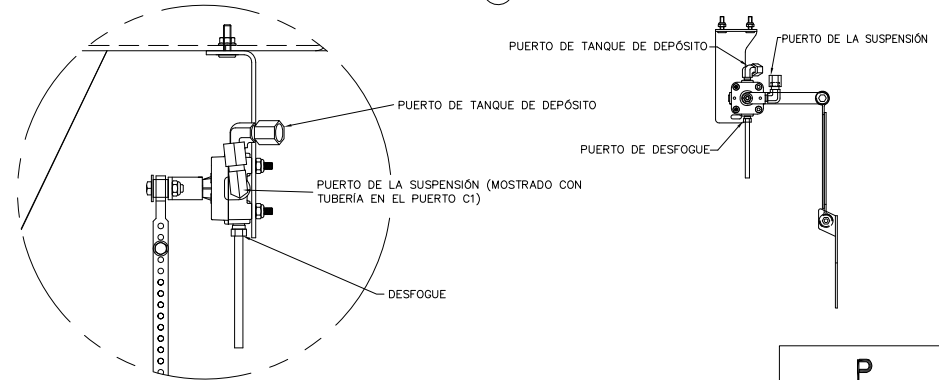 PUERTO DE TANQUE DE DEPÓSITO
PUERTO DE LA SUSPENSIÓN (MOSTRADO CON
TUBERÍA EN EL PUERTO C1)
DESFOGUE
PUERTO DE TANQUE DE DEPÓSITO
PUERTO DE LA SUSPENSIÓN
PUERTO DE DESFOGUE
P